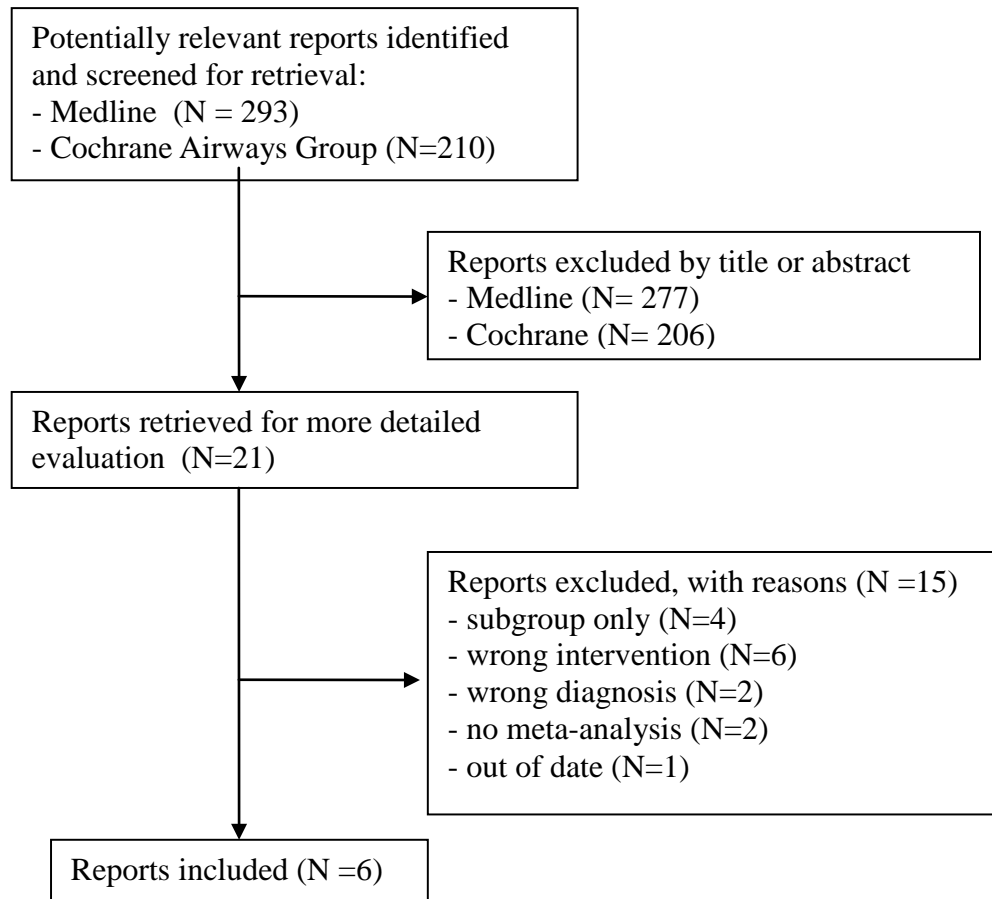 Potentially relevant reports identified
and screened for retrieval:
- Medline  (N = 293)
- Cochrane Airways Group (N=210)
Reports excluded by title or abstract
- Medline (N= 277)
- Cochrane (N= 206)
Reports retrieved for more detailed
evaluation  (N=21)
Reports excluded, with reasons (N =15)
- subgroup only (N=4)
- wrong intervention (N=6)
- wrong diagnosis (N=2)
- no meta-analysis (N=2)
- out of date (N=1)
Reports included (N =6)